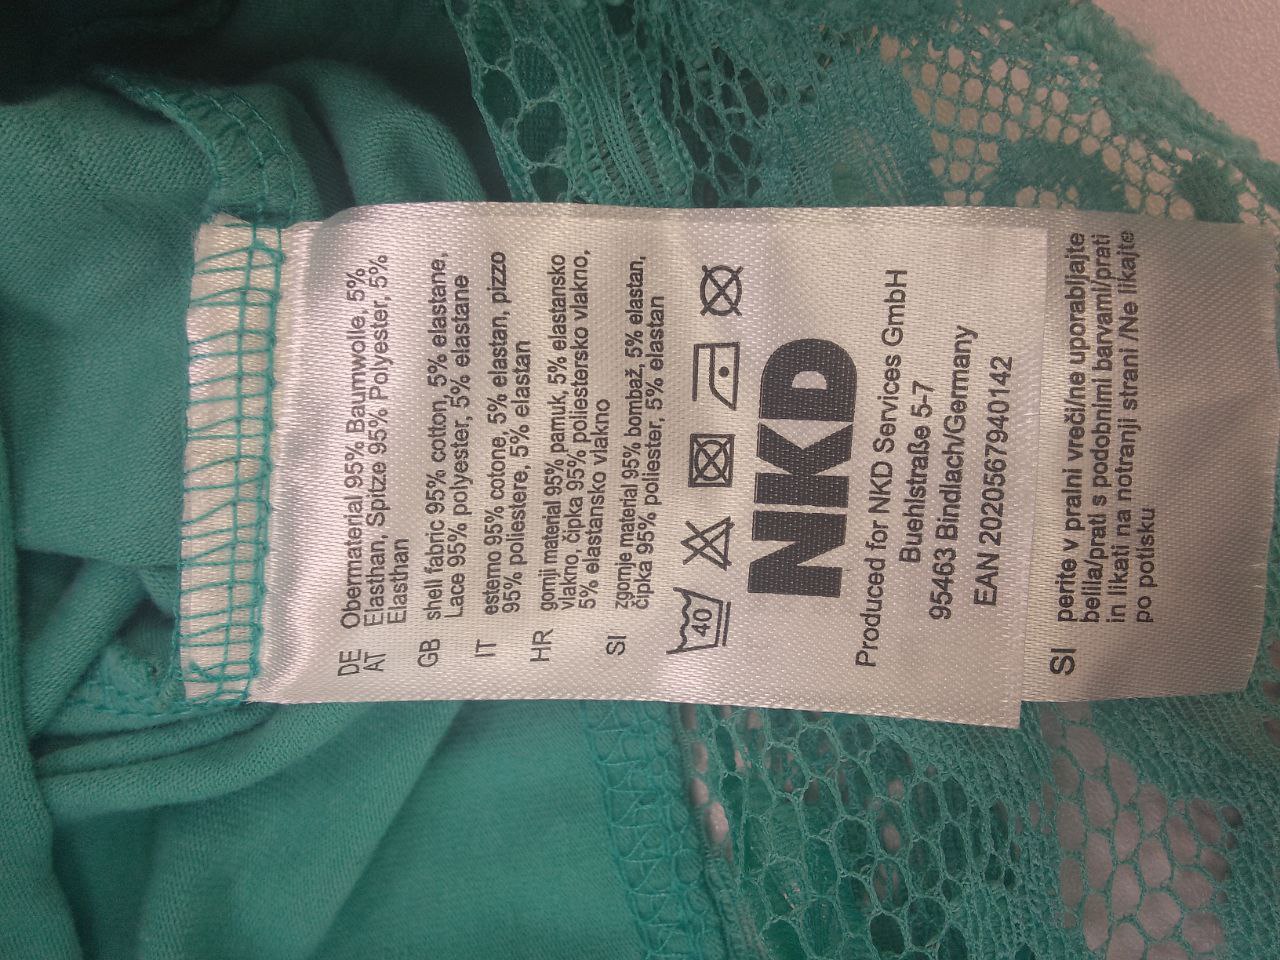 DE Obermaterial 95% Baumwolle, 5%
AT Elasthan, Spitze 95% Polyester, 5%
Elasthan
GB shell fabric 95% cotton, 5% elastane,
Lace 95% polyester, 5% elastane
IT esterno 95% cotone, 5% elastan, pizzo
95% poliestere, 5% elastan
HR gornji material 95% pamuk, 5% elastansko
vlakno, čipka 95% poliestersko vlakno,
5% elastansko vlakno
SI zgornje material 95% bombaž, 5% elastan,
čipka 95% poliester, 5% elastan
40
NKD
Produced for NKD Services GmbH
Buehlstraße 5-7
95463 Bindlach/Germany
EAN 2020567940142
SI perite v pralni vrečilne uporabljajte
belila/prati s podobnimi barvami/prati
in likati na notranji strani /Ne likajte
po potisku